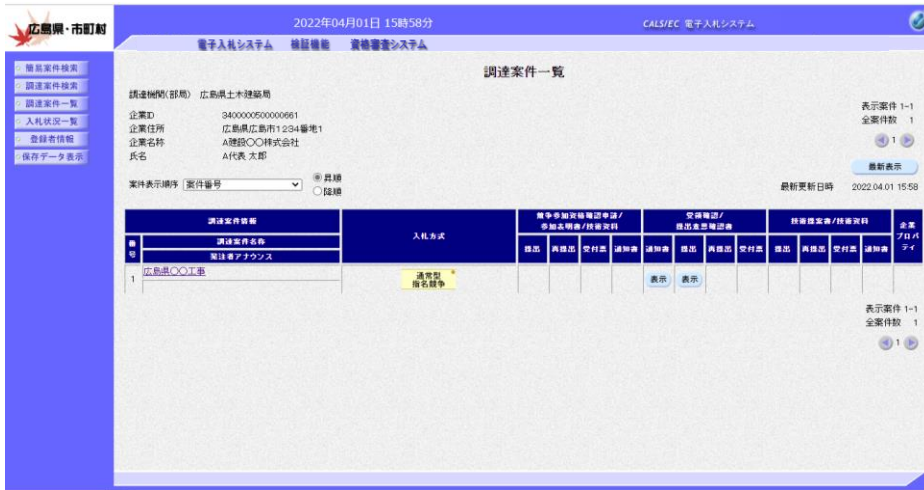 広島県・市町村
2022年04月01日 15時58分
CALS/EC 電子入札システム
電子入札システム 検証機能 資格審査システム
簡易案件検索
調達案件検索
調達案件一覧
入札状況一覧
登録者情報
保存データ表示
調達案件一覧
調達機関(部局) 広島県土木建築局
企業ID 3400000500000661
企業住所 広島県広島市1234番地1
企業名称 A建設〇〇株式会社
氏名 A代表 太郎
表示案件 1-1
全案件数 1
1
最新表示
案件表示順序 案件番号
昇順
降順
最新更新日時 2022.04.01 15:58
調達案件情報
番号
調達案件名称
発注者アナウンス
入札方式
競争参加資格確認申請/
参加表明書/技術資料
提出 再提出 受付票 通知書
受領確認/
提出意思確認書
通知書 提出 再提出 受付票
技術提案書/技術資料
提出 再提出 受付票 通知書
企業
プロパ
ティ
1
広島県〇〇工事
通常型
指名競争
表示 表示
表示案件 1-1
全案件数 1
1